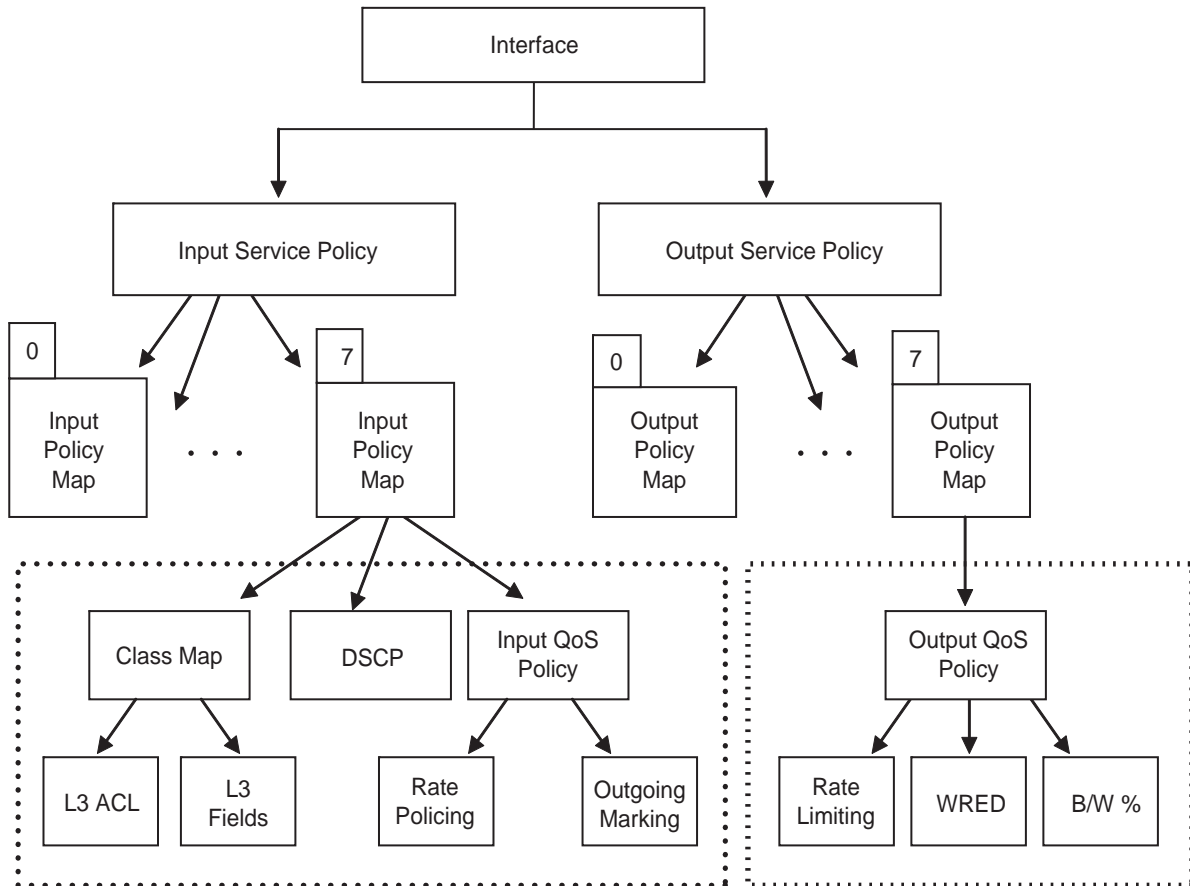 Interface
Input Service Policy
Output Service Policy
0
Input
Policy
Map
. . .
7
Input
Policy
Map
0
Output
Policy
Map
. . .
7
Output
Policy
Map
Class Map
DSCP
Input QoS
Policy
Output QoS
Policy
L3 ACL
L3
Fields
Rate
Policing
Outgoing
Marking
Rate
Limiting
WRED
B/W %